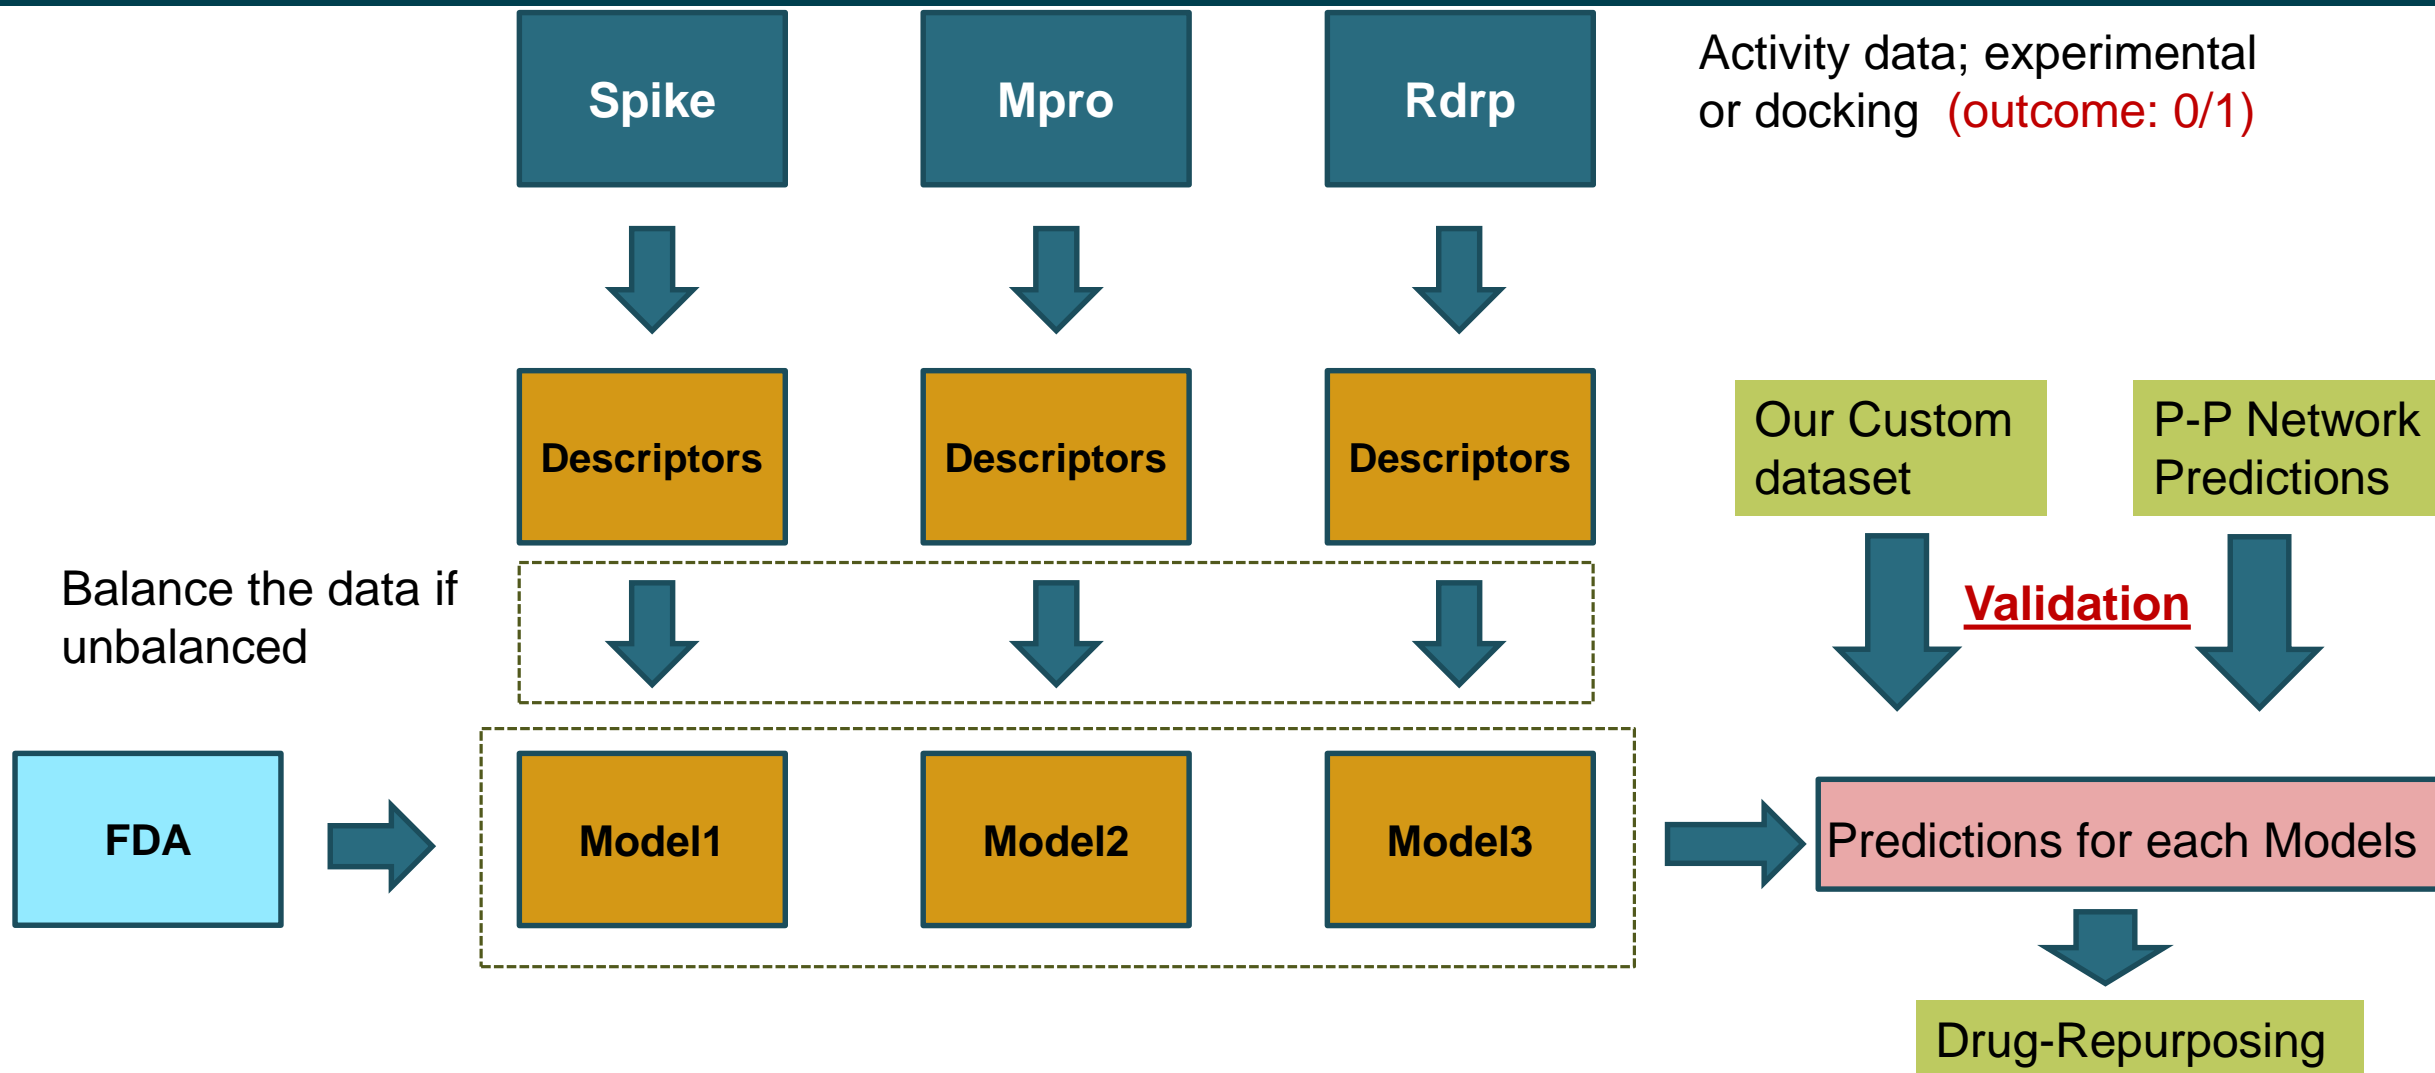 Spike
Mpro
Rdrp
Activity data; experimental
or docking (outcome: 0/1)
Descriptors
Descriptors
Descriptors
Our Custom
dataset
P-P Network
Predictions
Balance the data if
unbalanced
Validation
FDA
Model1
Model2
Model3
Predictions for each Models
Drug-Repurposing